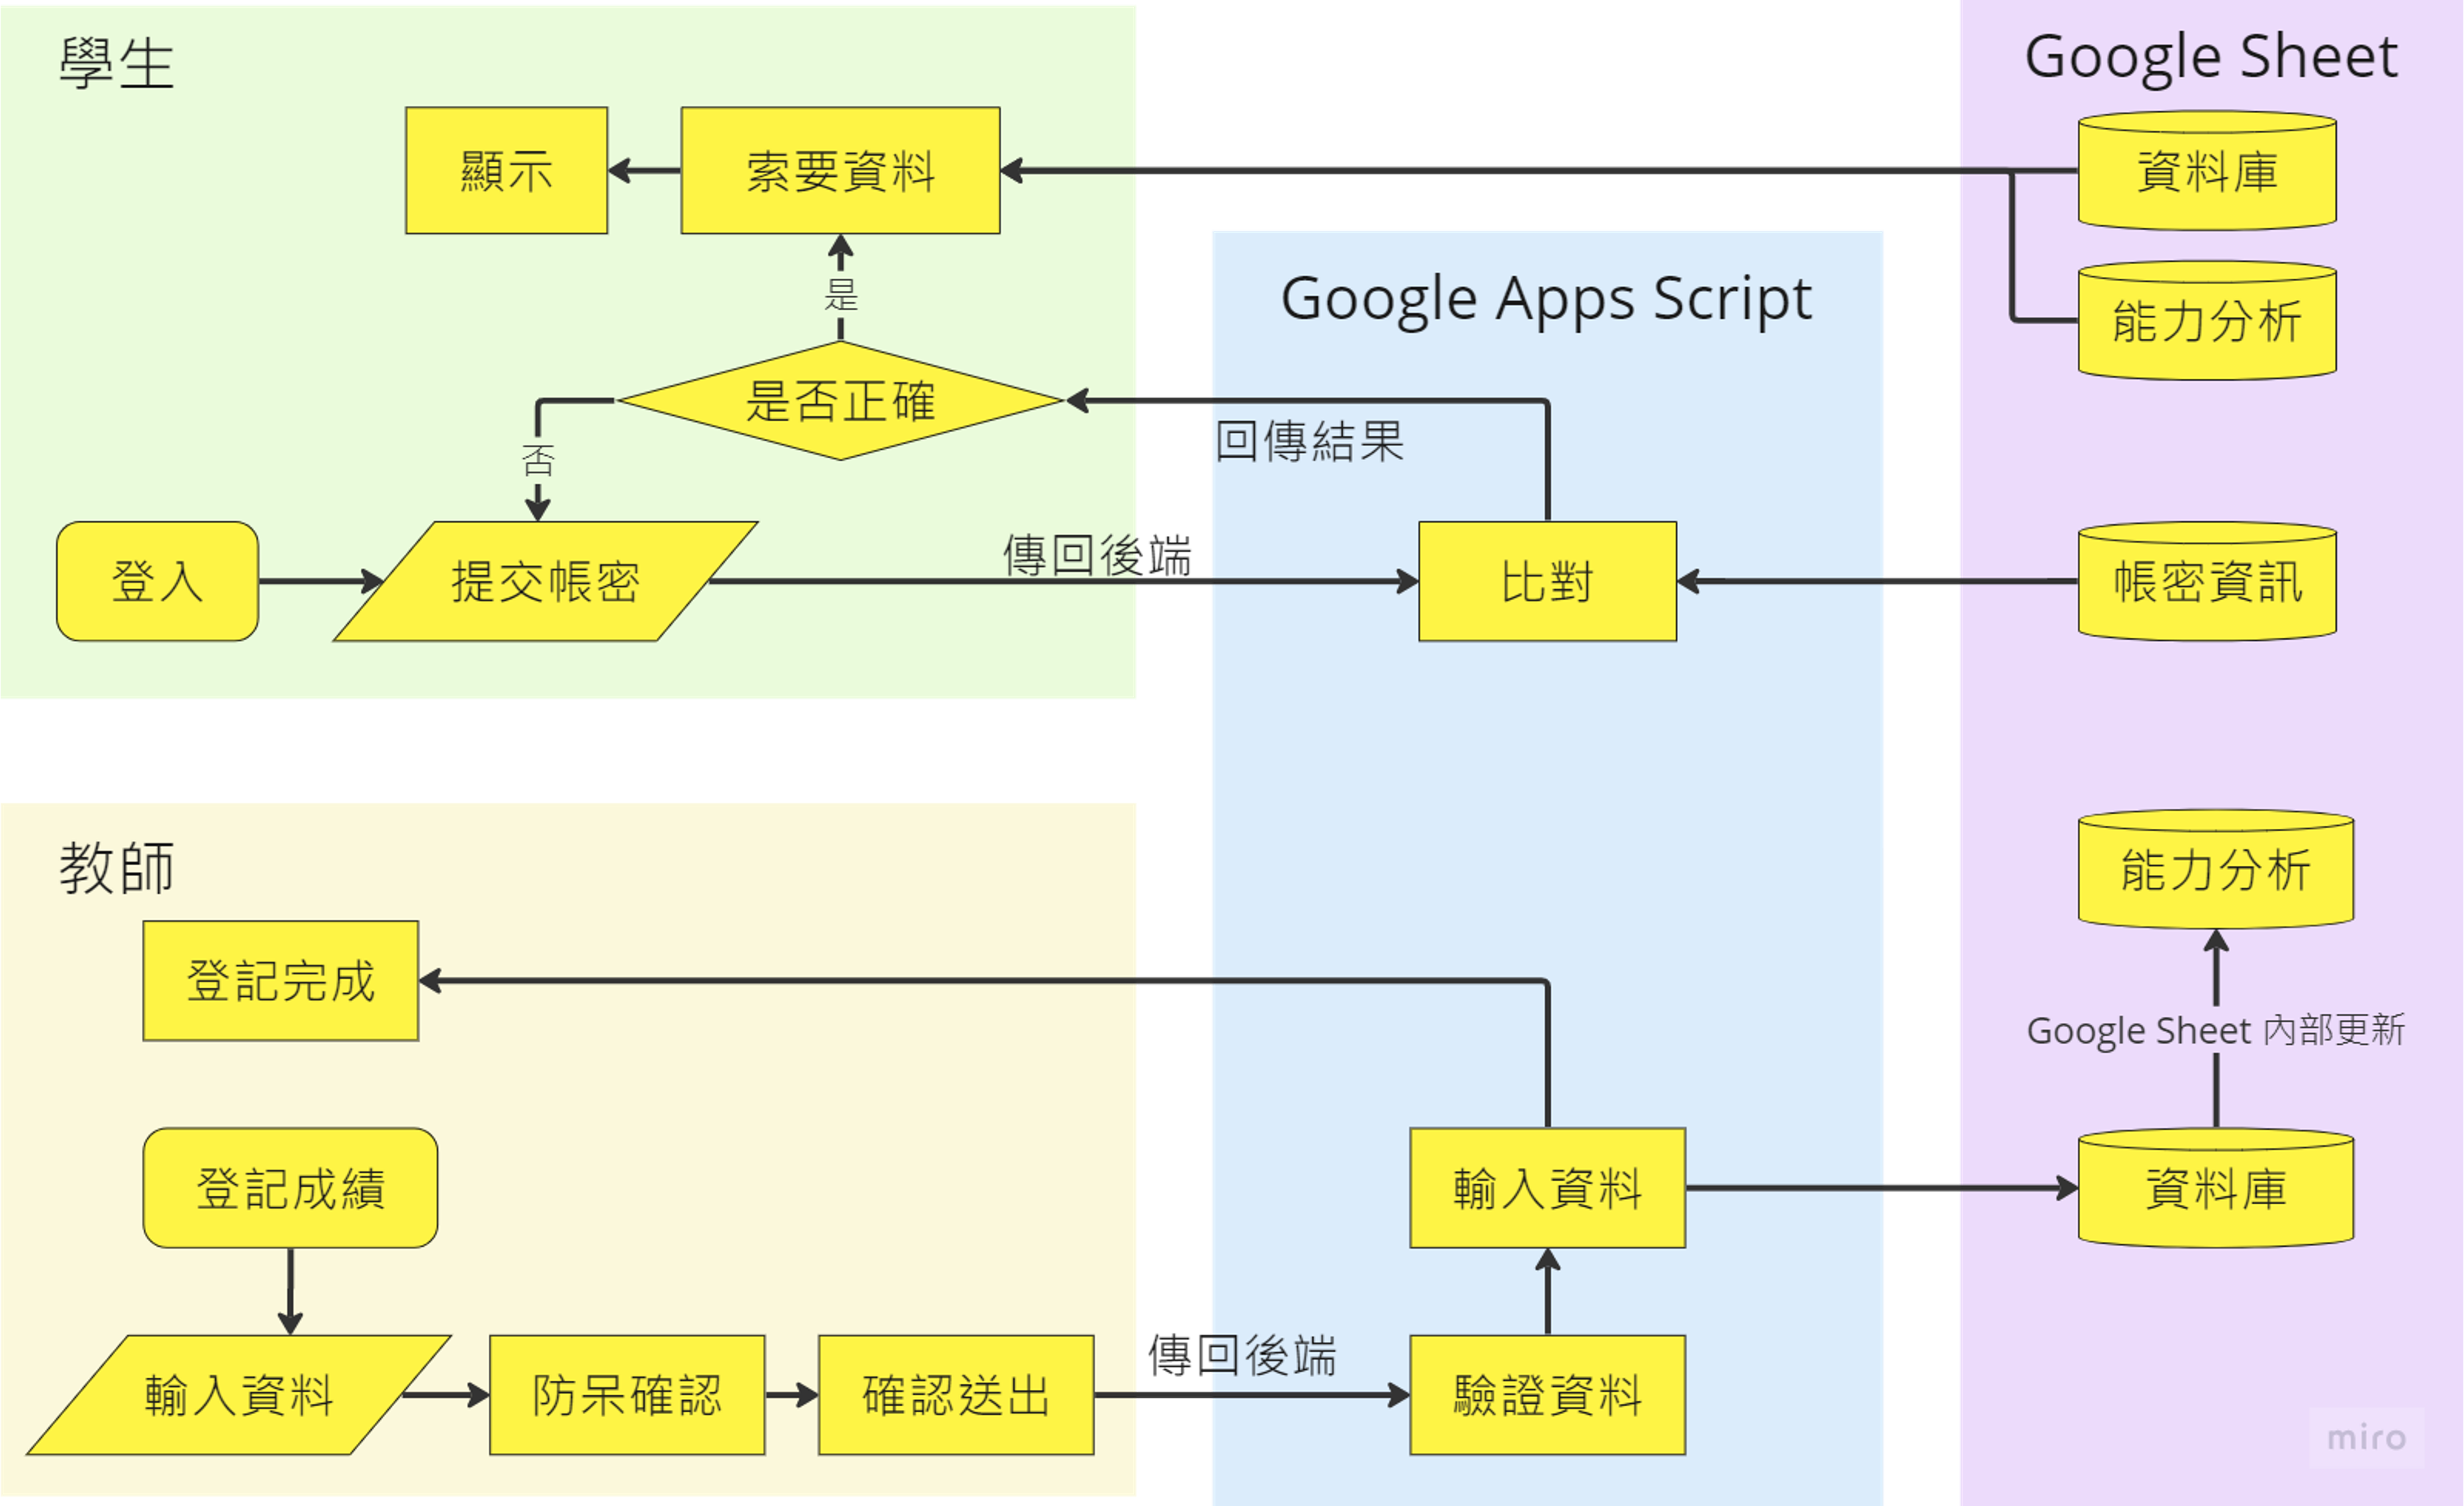 學生
Google Sheet
顯示
索要資料
資料庫
是
Google Apps Script
能力分析
是否正確
回傳結果
否
登入
提交帳密
傳回後端
比對
帳密資訊
教師
能力分析
登記完成
Google Sheet 內部更新
登記成績
輸入資料
資料庫
輸入資料
防呆確認
確認送出
傳回後端
驗證資料
miro